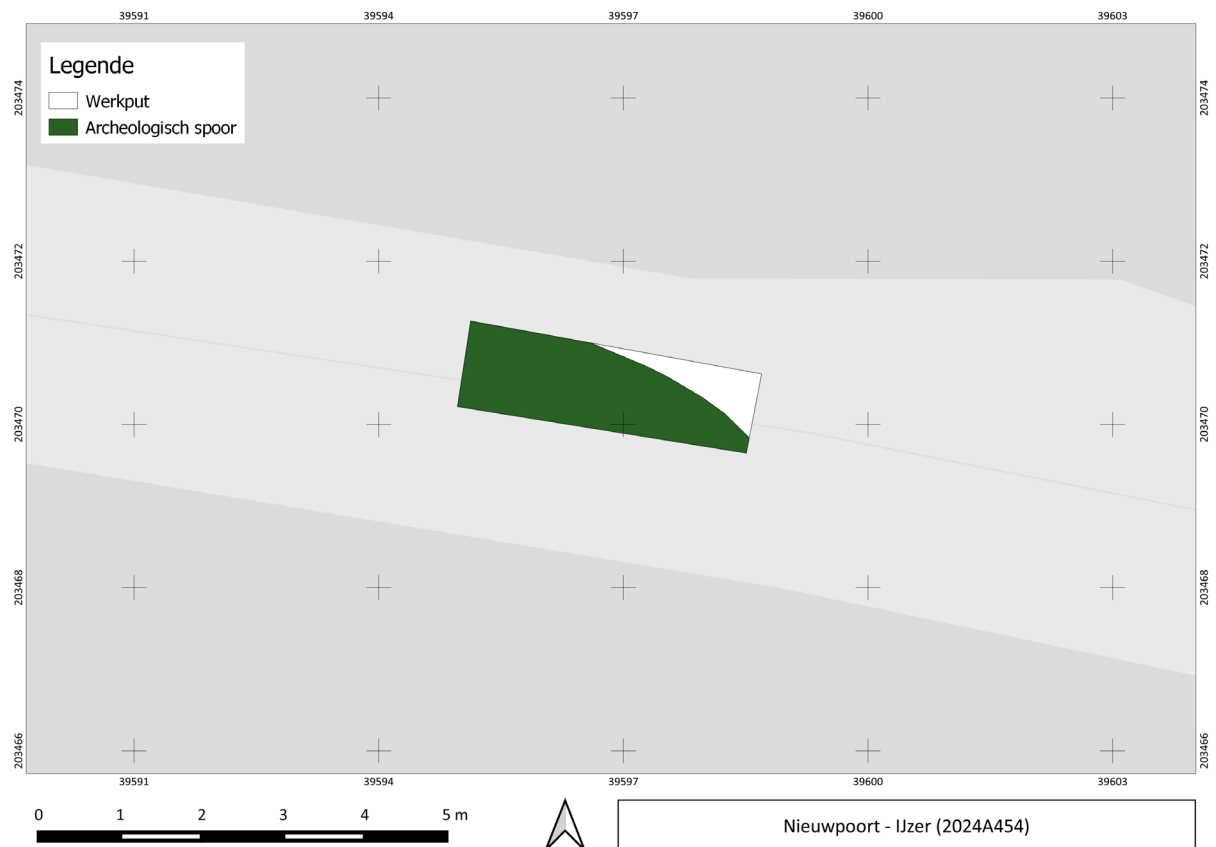 39591 39594 39597 39600 39603
Legende
Werkput
Archeologisch spoor
203474 203474
203472 203472
203470 203470
203468 203468
203466 203466
39591 39594 39597 39600 39603
0 1 2 3 4 5 m
Nieuwpoort - IJzer (2024A454)